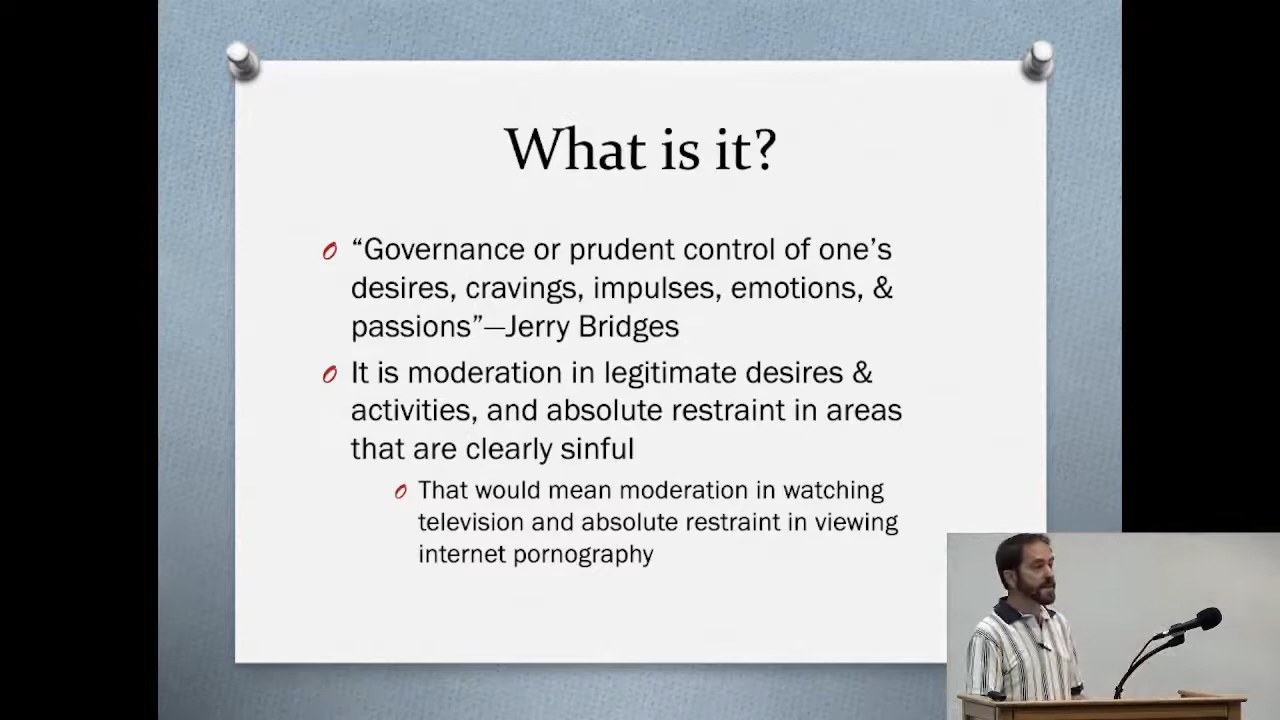 What is it?
“Governance or prudent control of one’s
desires, cravings, impulses, emotions, &
passions”—Jerry Bridges
It is moderation in legitimate desires &
activities, and absolute restraint in areas
that are clearly sinful
That would mean moderation in watching
television and absolute restraint in viewing
internet pornography